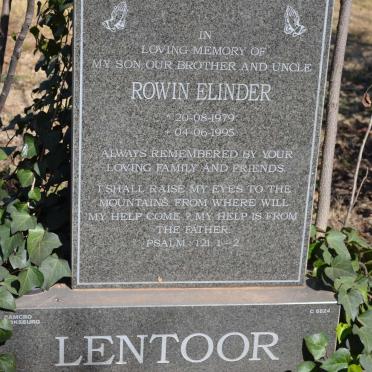 IN
LOVING MEMORY OF
MY SON, OUR BROTHER AND UNCLE
ROWIN ELINDER
* 20-08-1979
+ 04-06-1995
ALWAYS REMEMBERED BY YOUR
LOVING FAMILY AND FRIENDS.
I SHALL RAISE MY EYES TO THE
MOUNTAINS. FROM WHERE WILL
MY HELP COME? MY HELP IS FROM
THE FATHER.
PSALM: 121. 1-2.
C 6824
LENTOOR